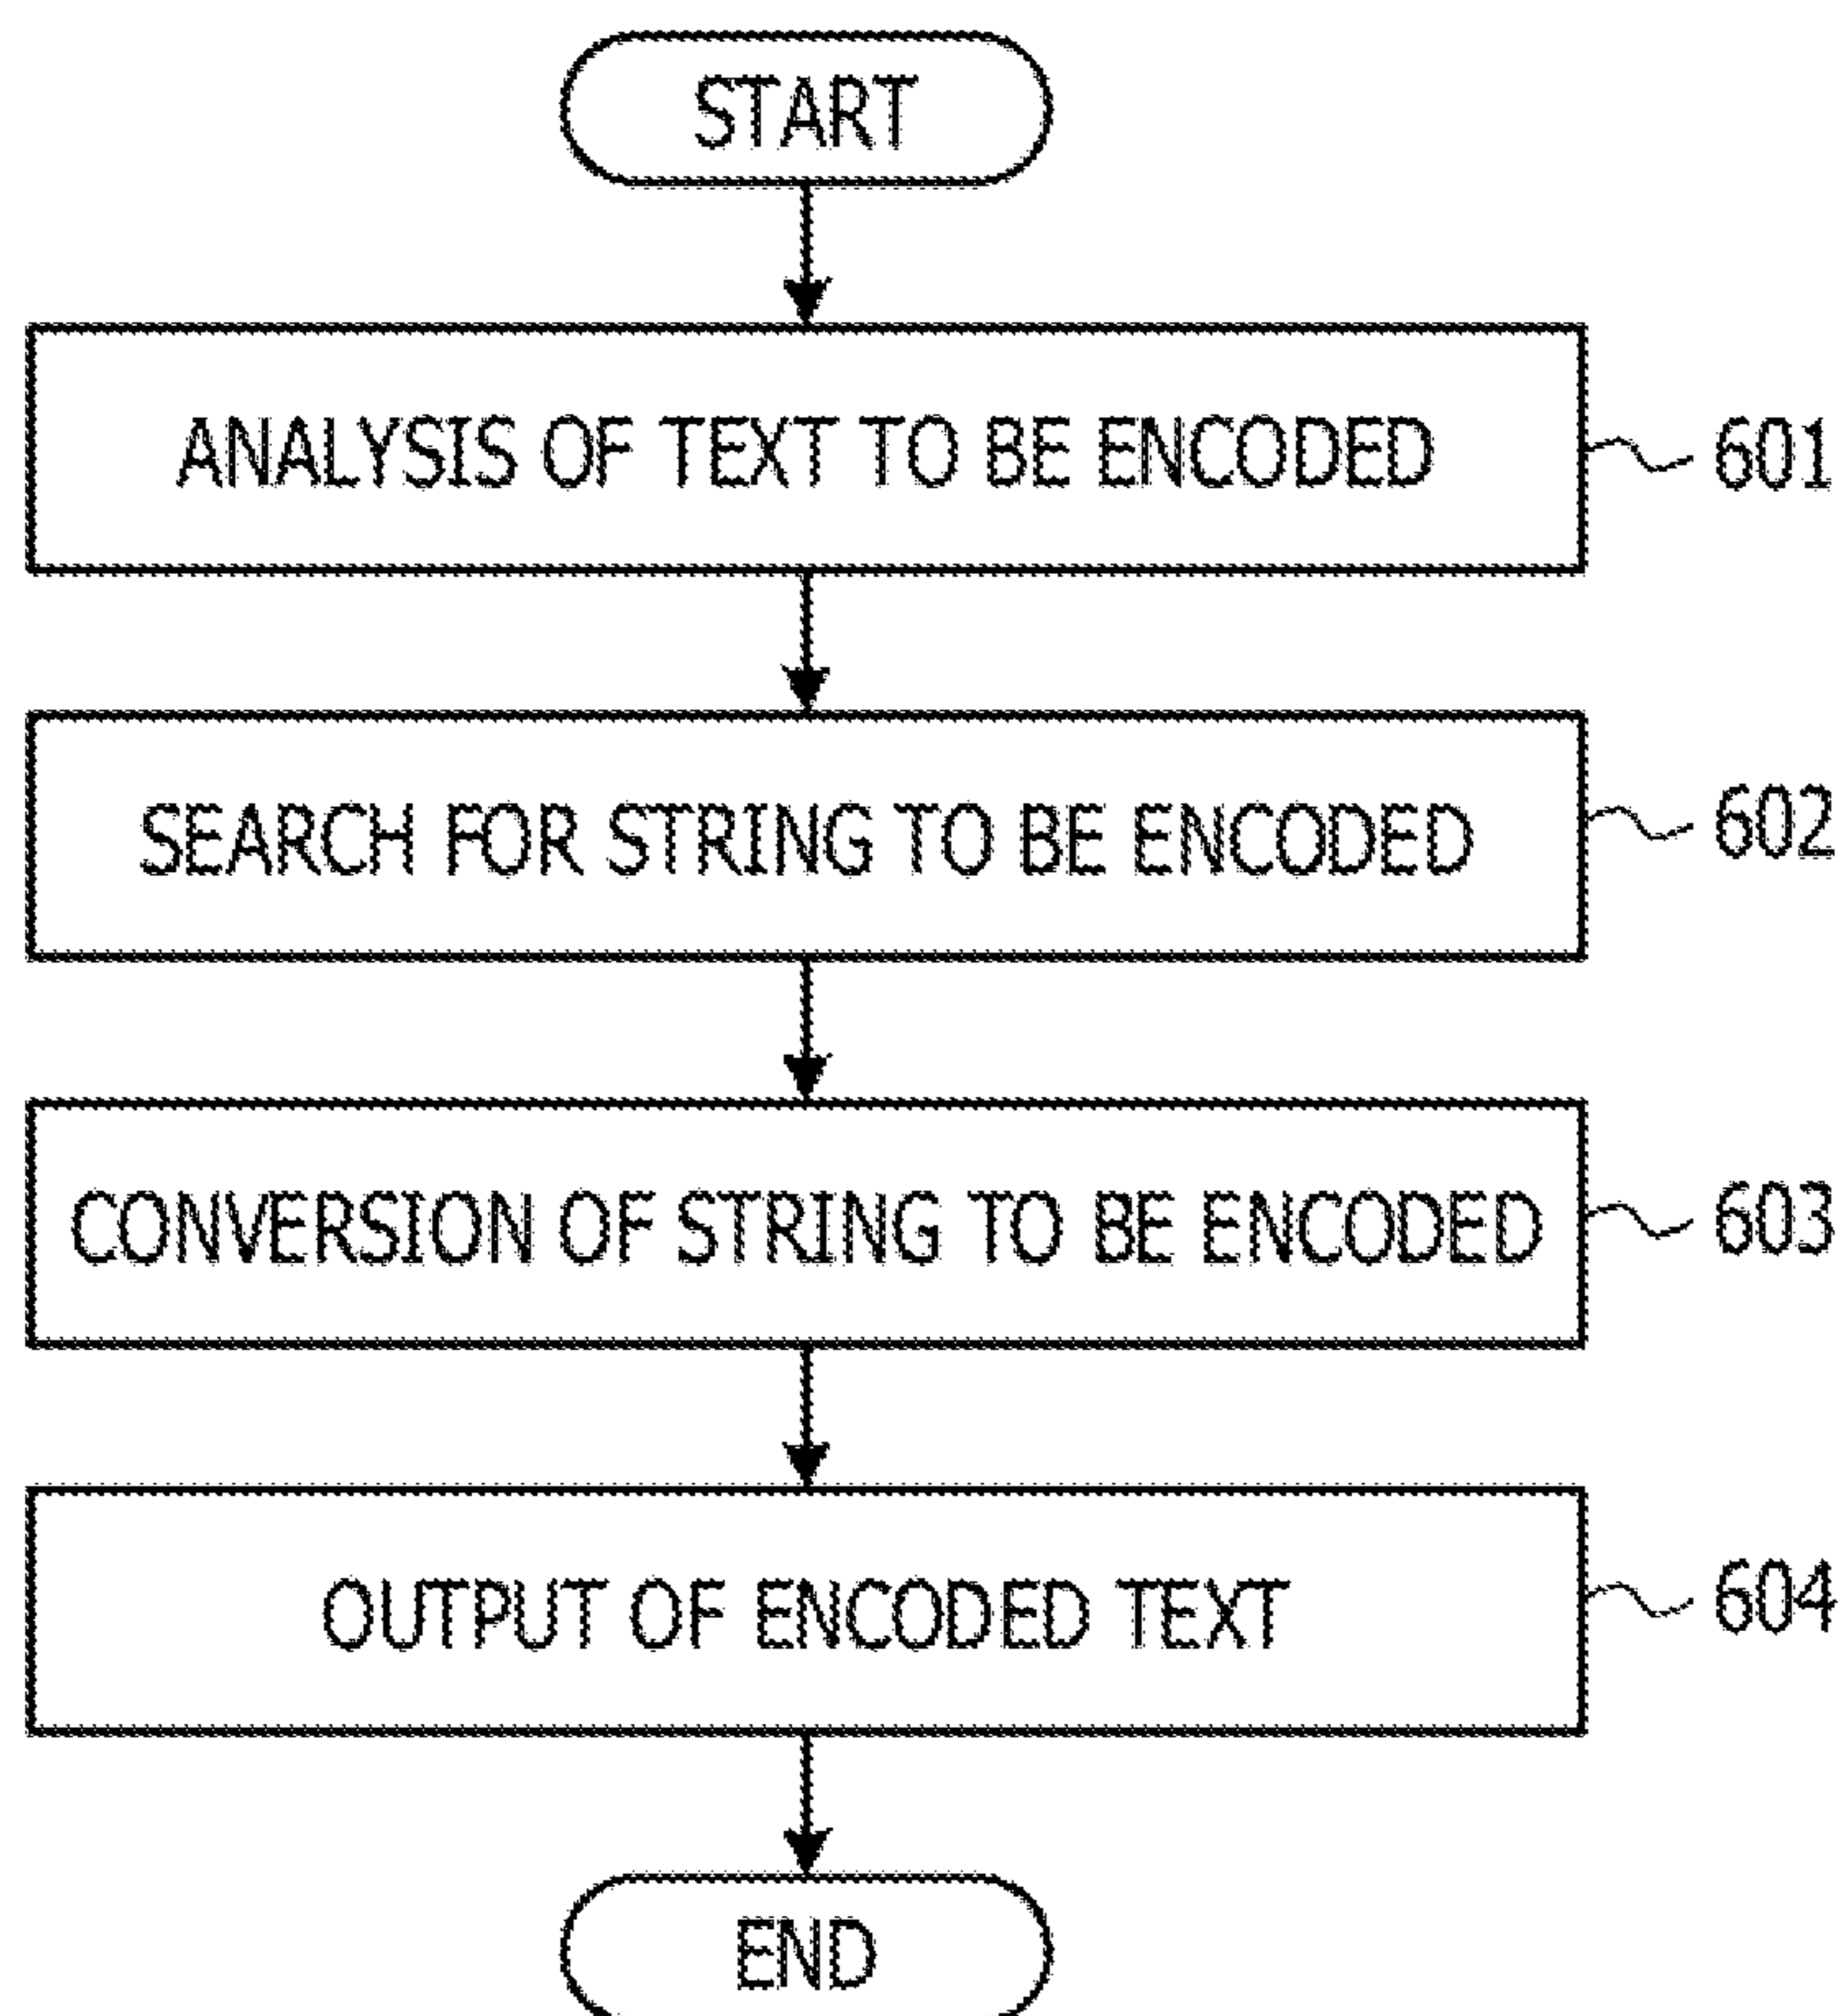 START
ANALYSIS OF TEXT TO BE ENCODED 601
SEARCH FOR STRING TO BE ENCODED 602
CONVERSION OF STRING TO BE ENCODED 603
OUTPUT OF ENCODED TEXT 604
END